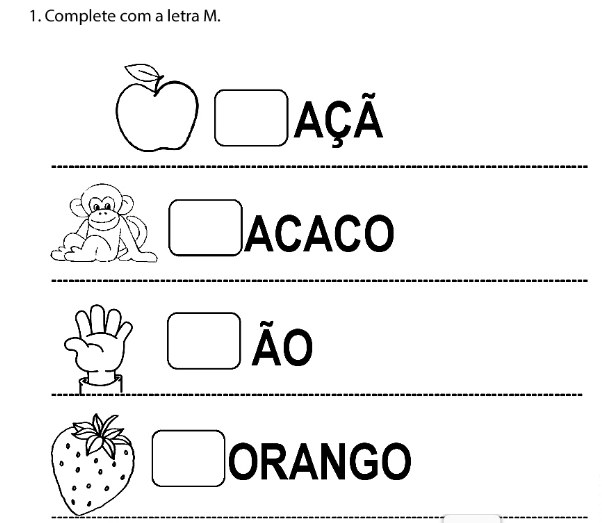 1. Complete com a letra M.
AÇÃ
ACACO
ÃO
ORANGO